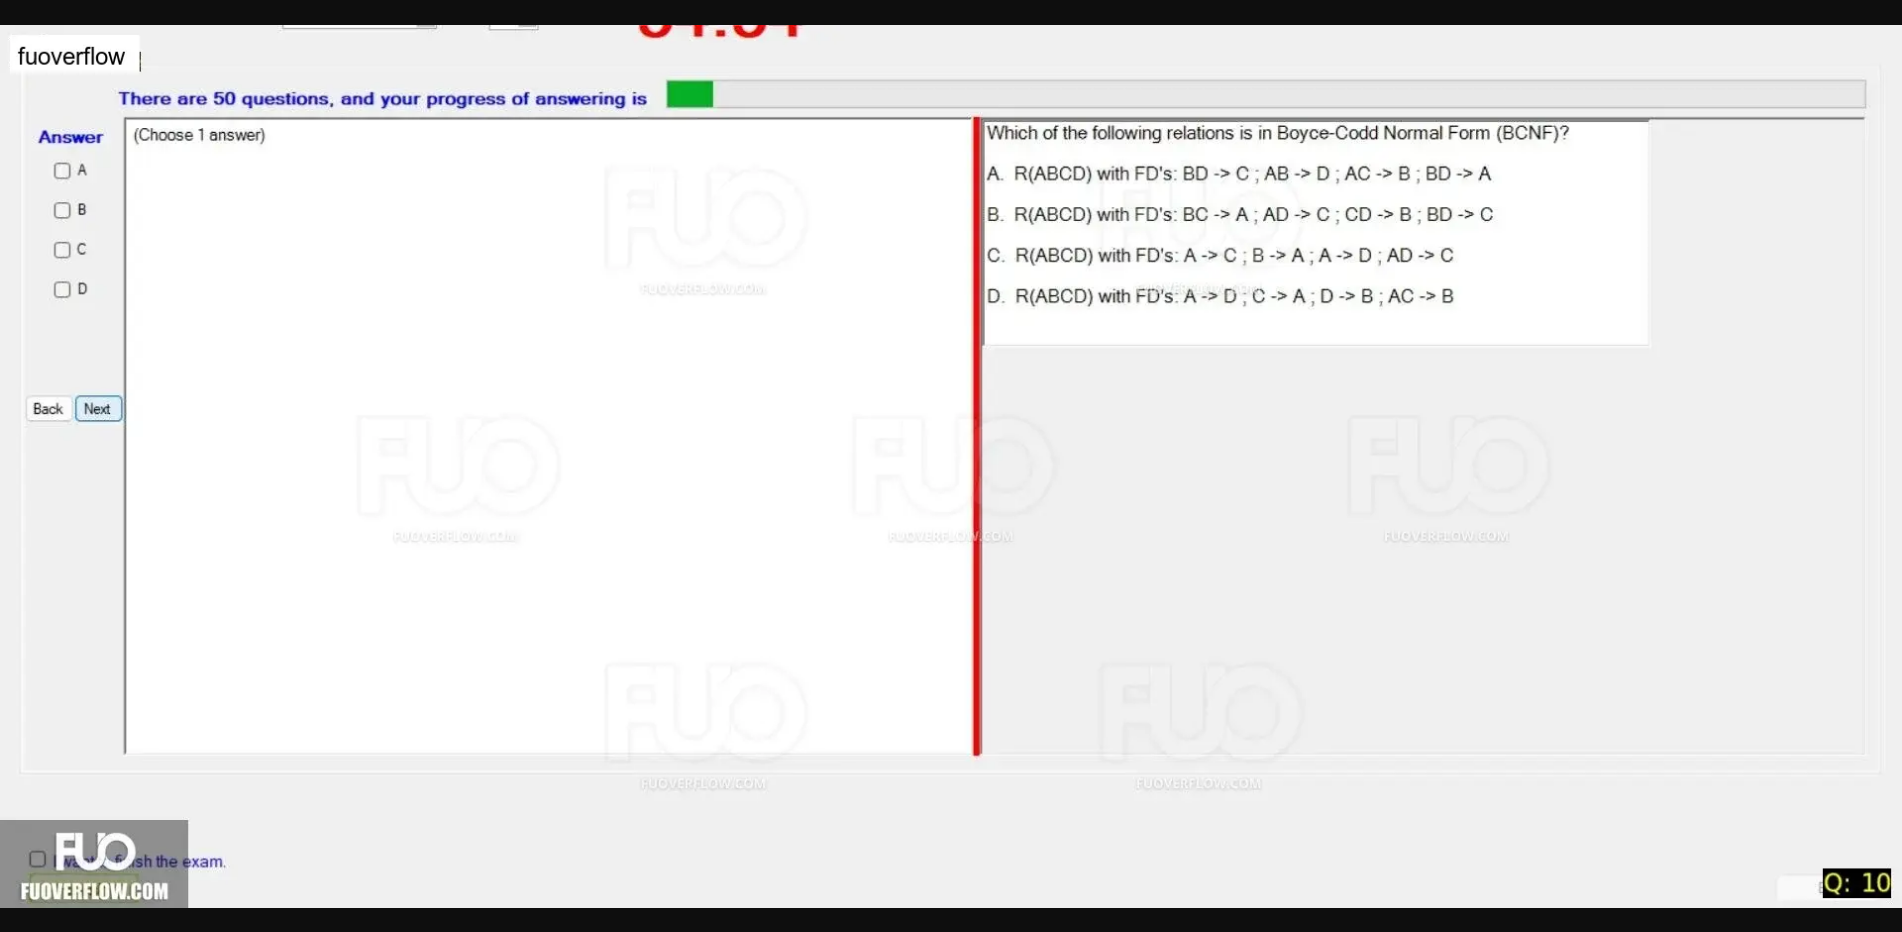 fuoverflow
There are 50 questions, and your progress of answering is
Answer
A
B
C
D
Back Next
(Choose 1 answer)
Which of the following relations is in Boyce-Codd Normal Form (BCNF)?
A. R(ABCD) with FD's: BD -> C ; AB -> D ; AC -> B ; BD -> A
B. R(ABCD) with FD's: BC -> A ; AD -> C ; CD -> B ; BD -> C
C. R(ABCD) with FD's: A -> C ; B -> A ; A -> D ; AD -> C
D. R(ABCD) with FD's: A -> D ; C -> A ; D -> B ; AC -> B
FUO
FUOVERFLOW.COM
FUO
FUOVERFLOW.COM
FUO
FUOVERFLOW.COM
FUO
FUOVERFLOW.COM
FUO
FUOVERFLOW.COM
FUO
FUOVERFLOW.COM
FUO
FUOVERFLOW.COM
the exam.
FUO
FUOVERFLOW.COM
Q: 10